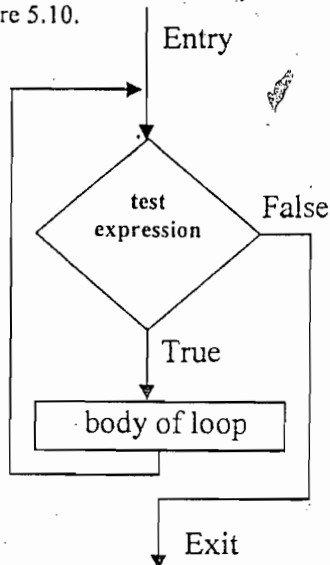 re 5.10.
Entry
test
expression
False
True
body of loop
Exit